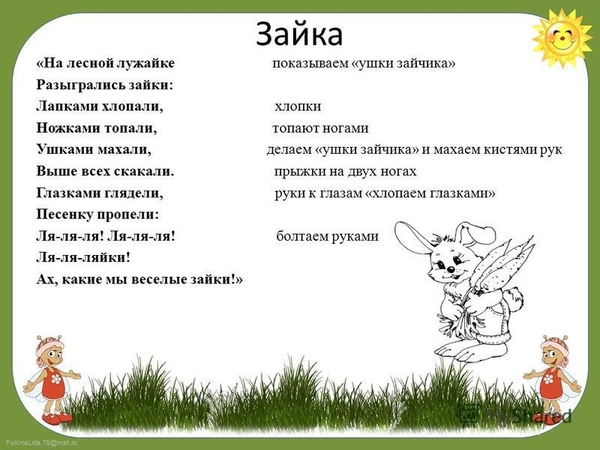 Зайка
«На лесной лужайке показываем «ушки зайчика»
Разыгрались зайки:
Лапками хлопали, хлопки
Ножками топали, топают ногами
Ушками махали, делаем «ушки зайчика» и махаем кистями рук
Выше всех скакали. прыжки на двух ногах
Глазками глядели, руки к глазам «хлопаем глазками»
Песенку пропели:
Ля-ля-ля! Ля-ля-ля! болтаем руками
Ля-ля-ляйки!
Ах, какие мы веселые зайки!»
MyShared
FokinaLida.75@mail.ru